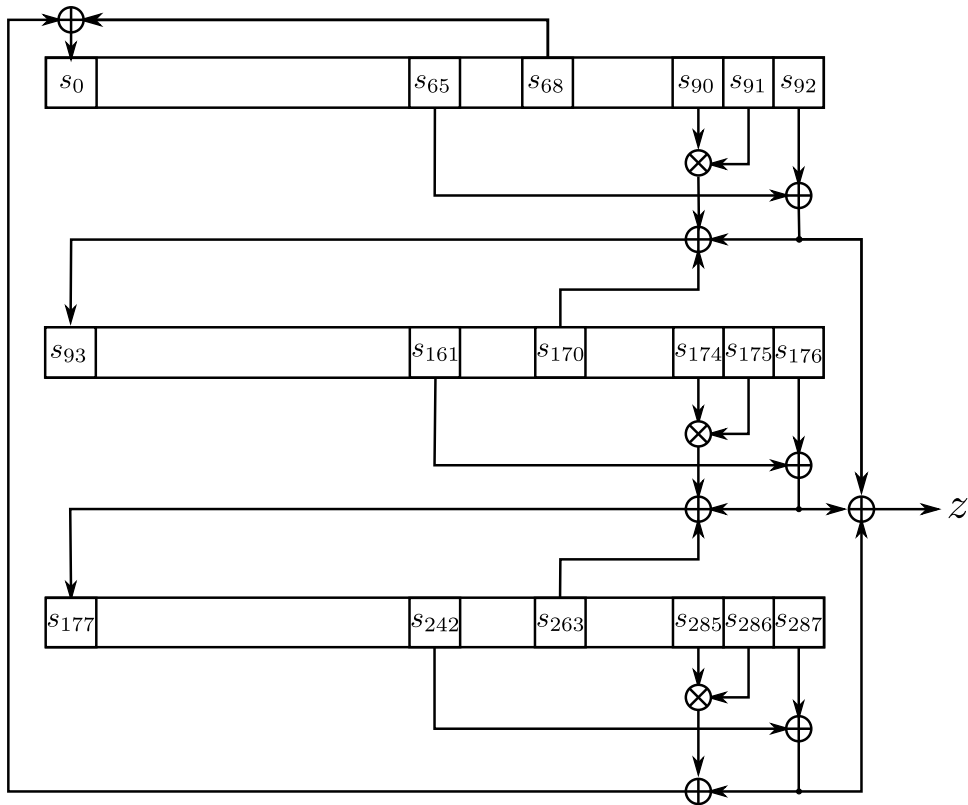 s₀ s₆₅ s₆₈ s₉₀ s₉₁ s₉₂
s₉₃ s₁₆₁ s₁₇₀ s₁₇₄ s₁₇₅ s₁₇₆
z
s₁₇₇ s₂₄₂ s₂₆₃ s₂₈₅ s₂₈₆ s₂₈₇